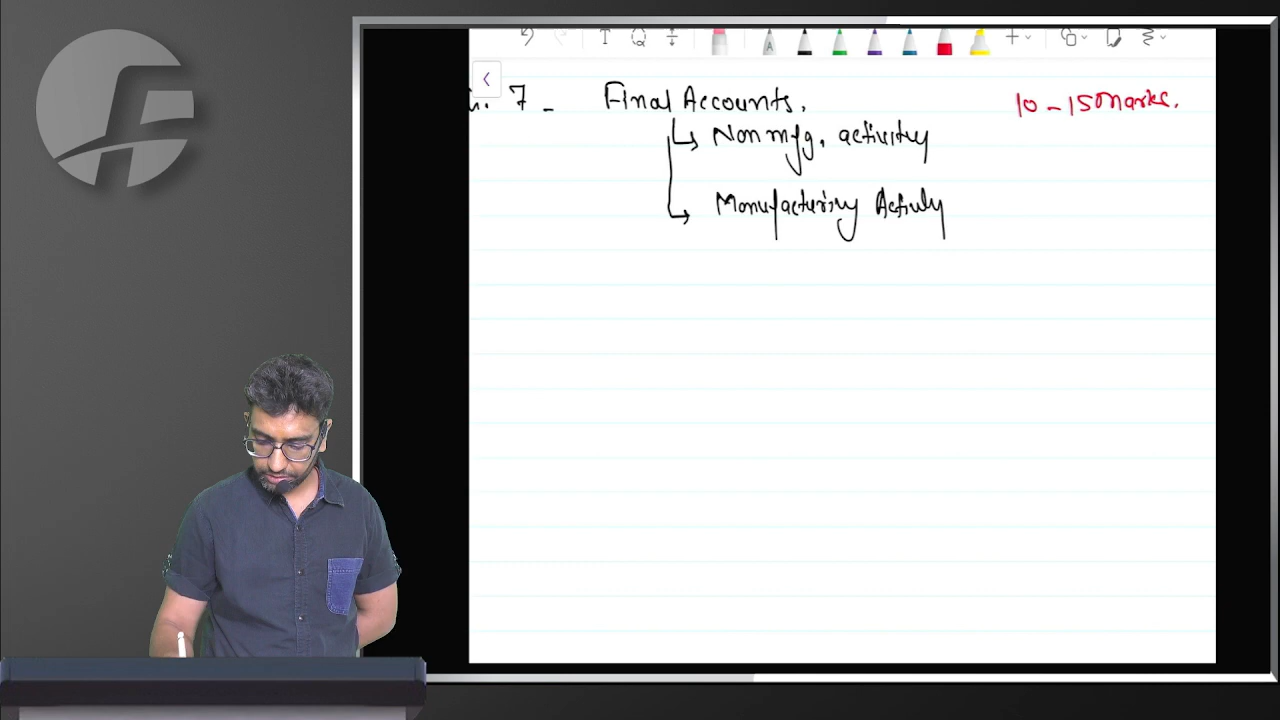 7 - Final Accounts. 10 - 15 Marks.
Non mfg. activity
Manufacturing Activity